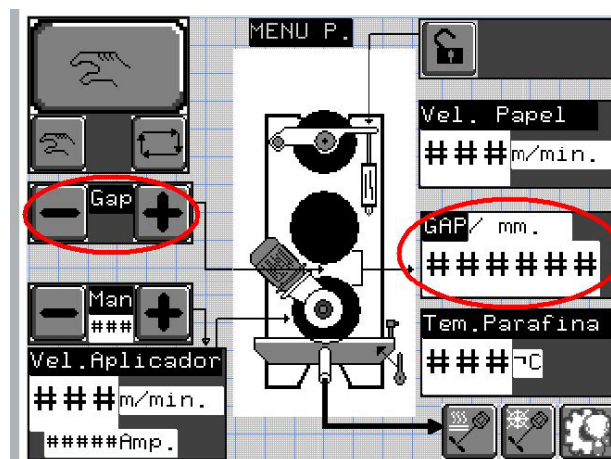 MENU P.
Gap
Man
###
Vel.Aplicador
###m/min.
#####Amp.
Vel. Papel
###m/min.
GAP/ mm.
######
Tem.Parafina
###¬C